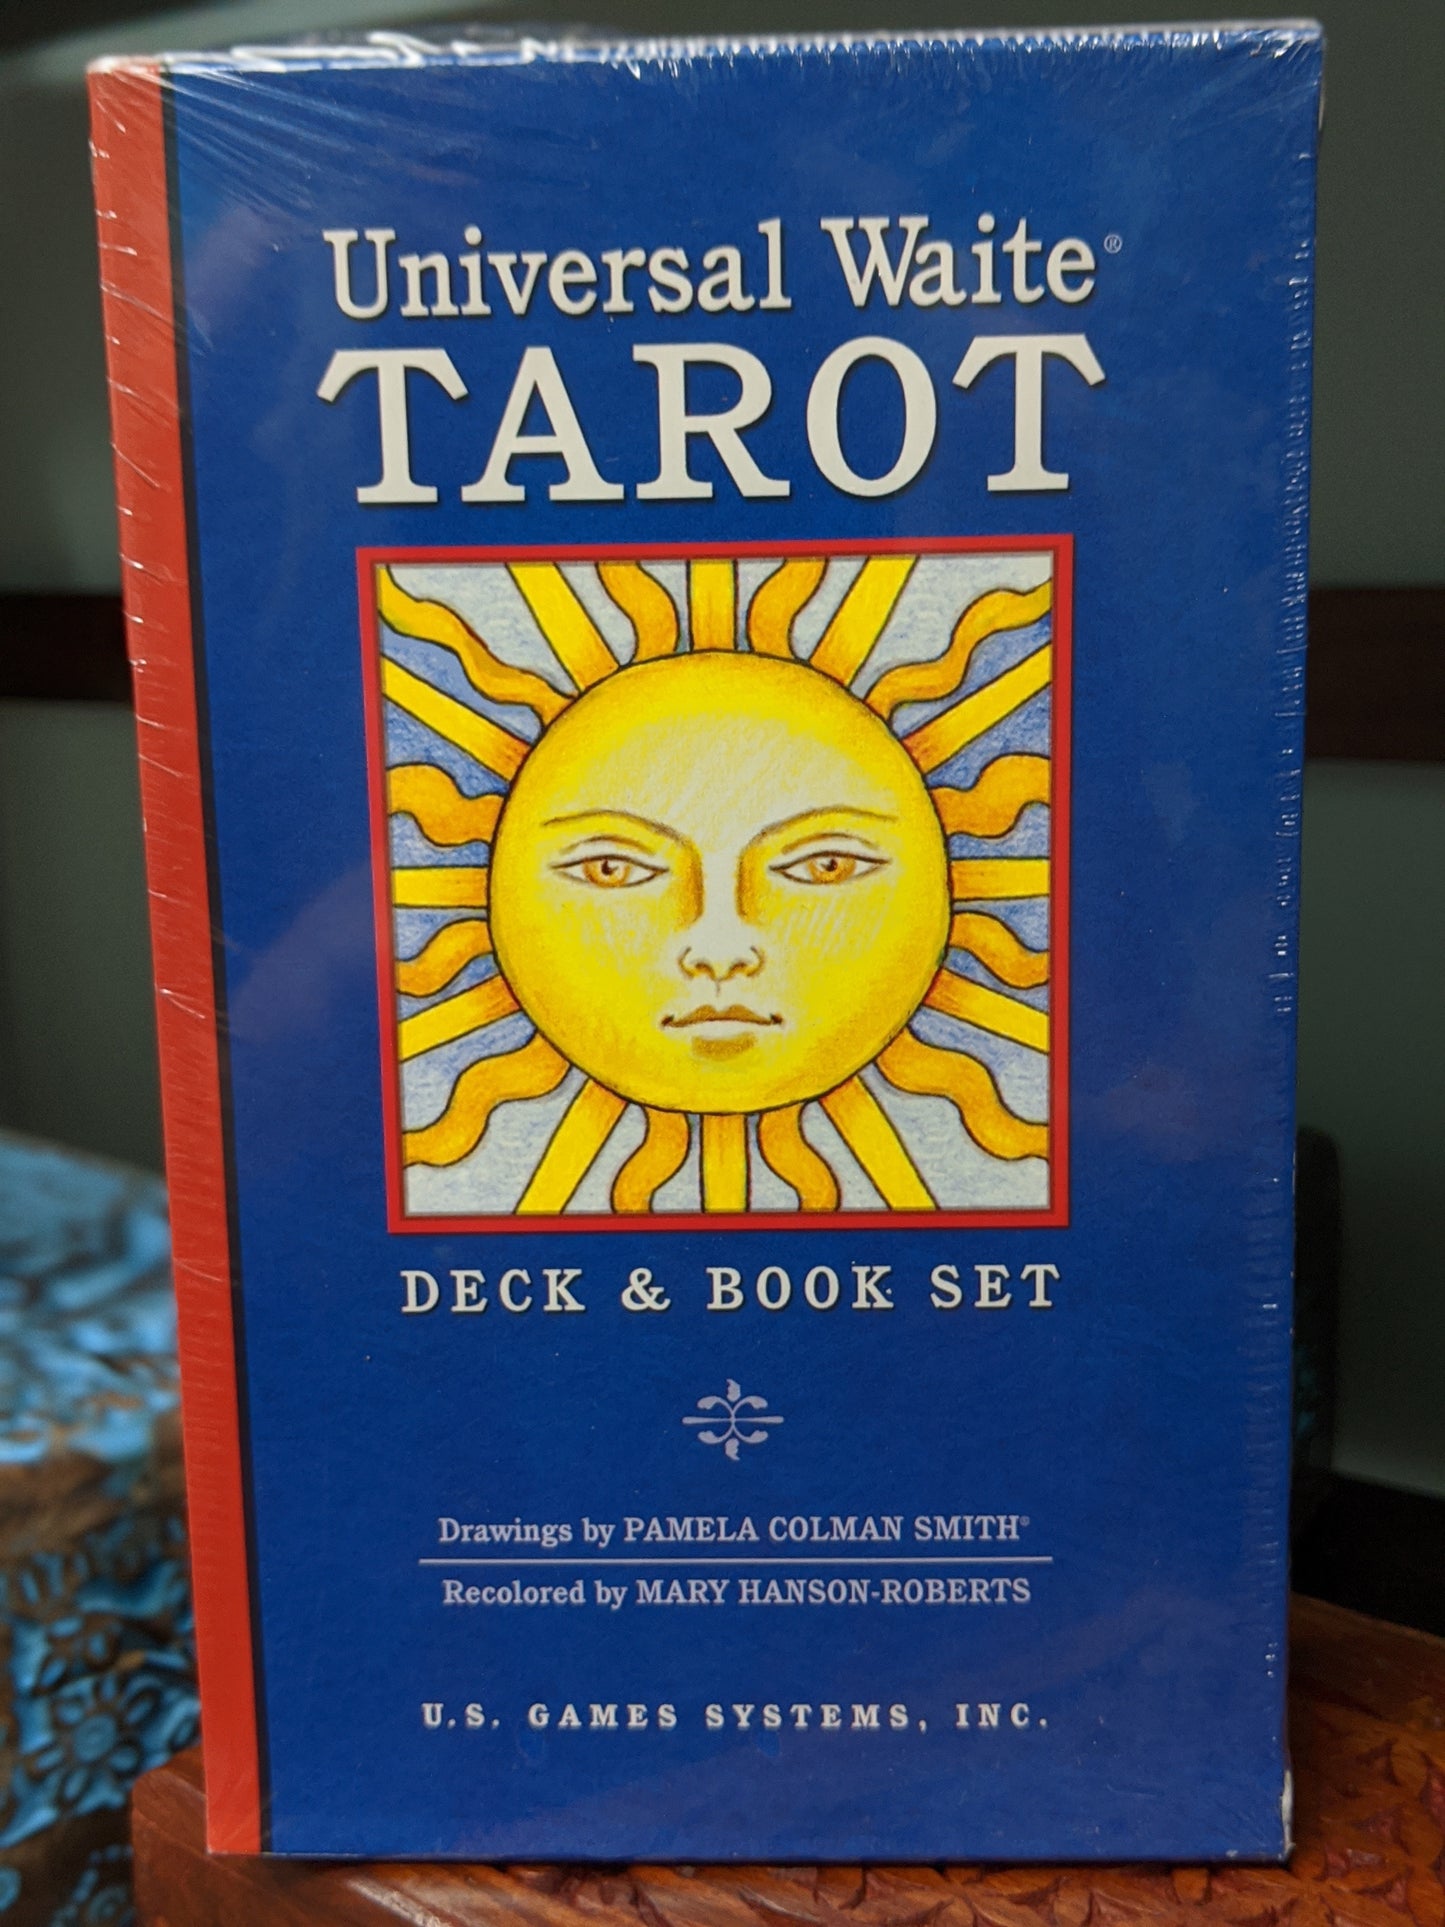 Universal Waite®
TAROT
DECK & BOOK SET
Drawings by PAMELA COLMAN SMITH®
Recolored by MARY HANSON-ROBERTS
U.S. GAMES SYSTEMS, INC.